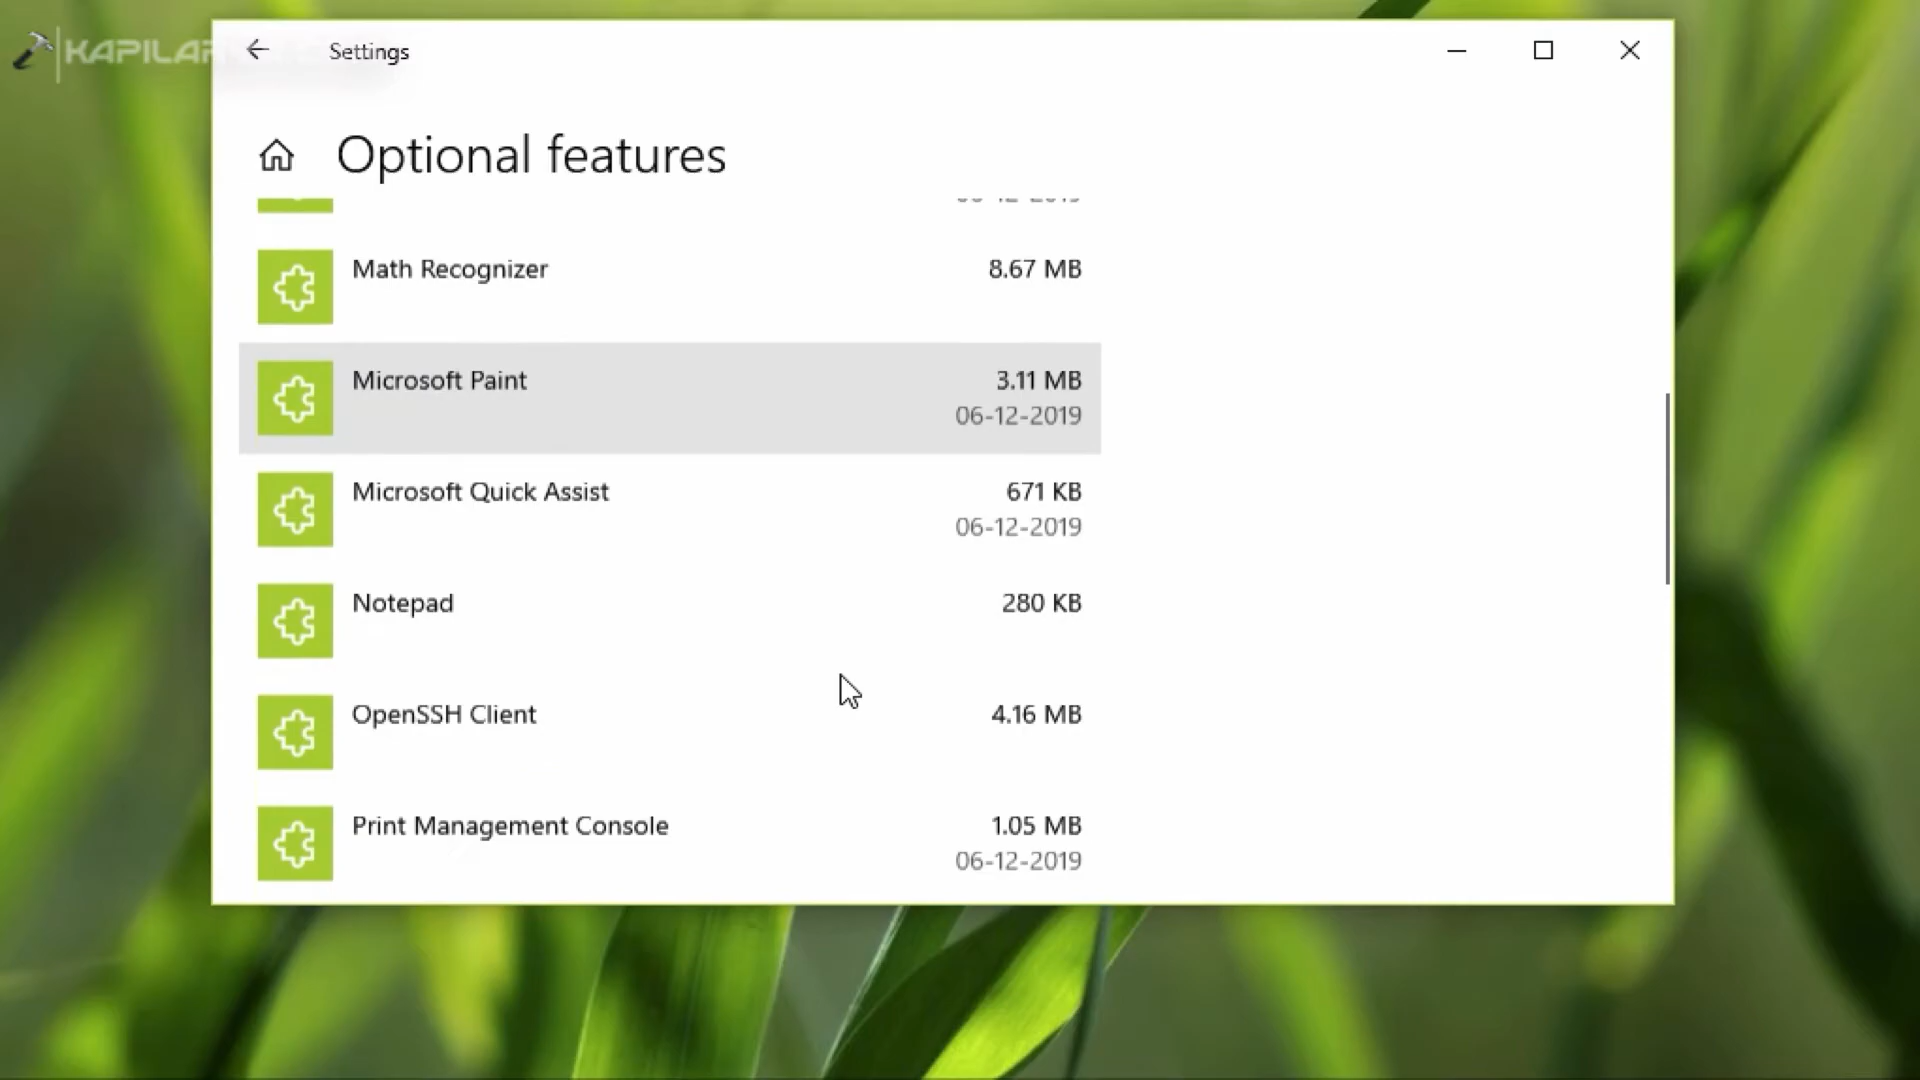 KAPILAR
Settings
Optional features
Math Recognizer
8.67 MB
Microsoft Paint
3.11 MB
06-12-2019
Microsoft Quick Assist
671 KB
06-12-2019
Notepad
280 KB
OpenSSH Client
4.16 MB
Print Management Console
1.05 MB
06-12-2019